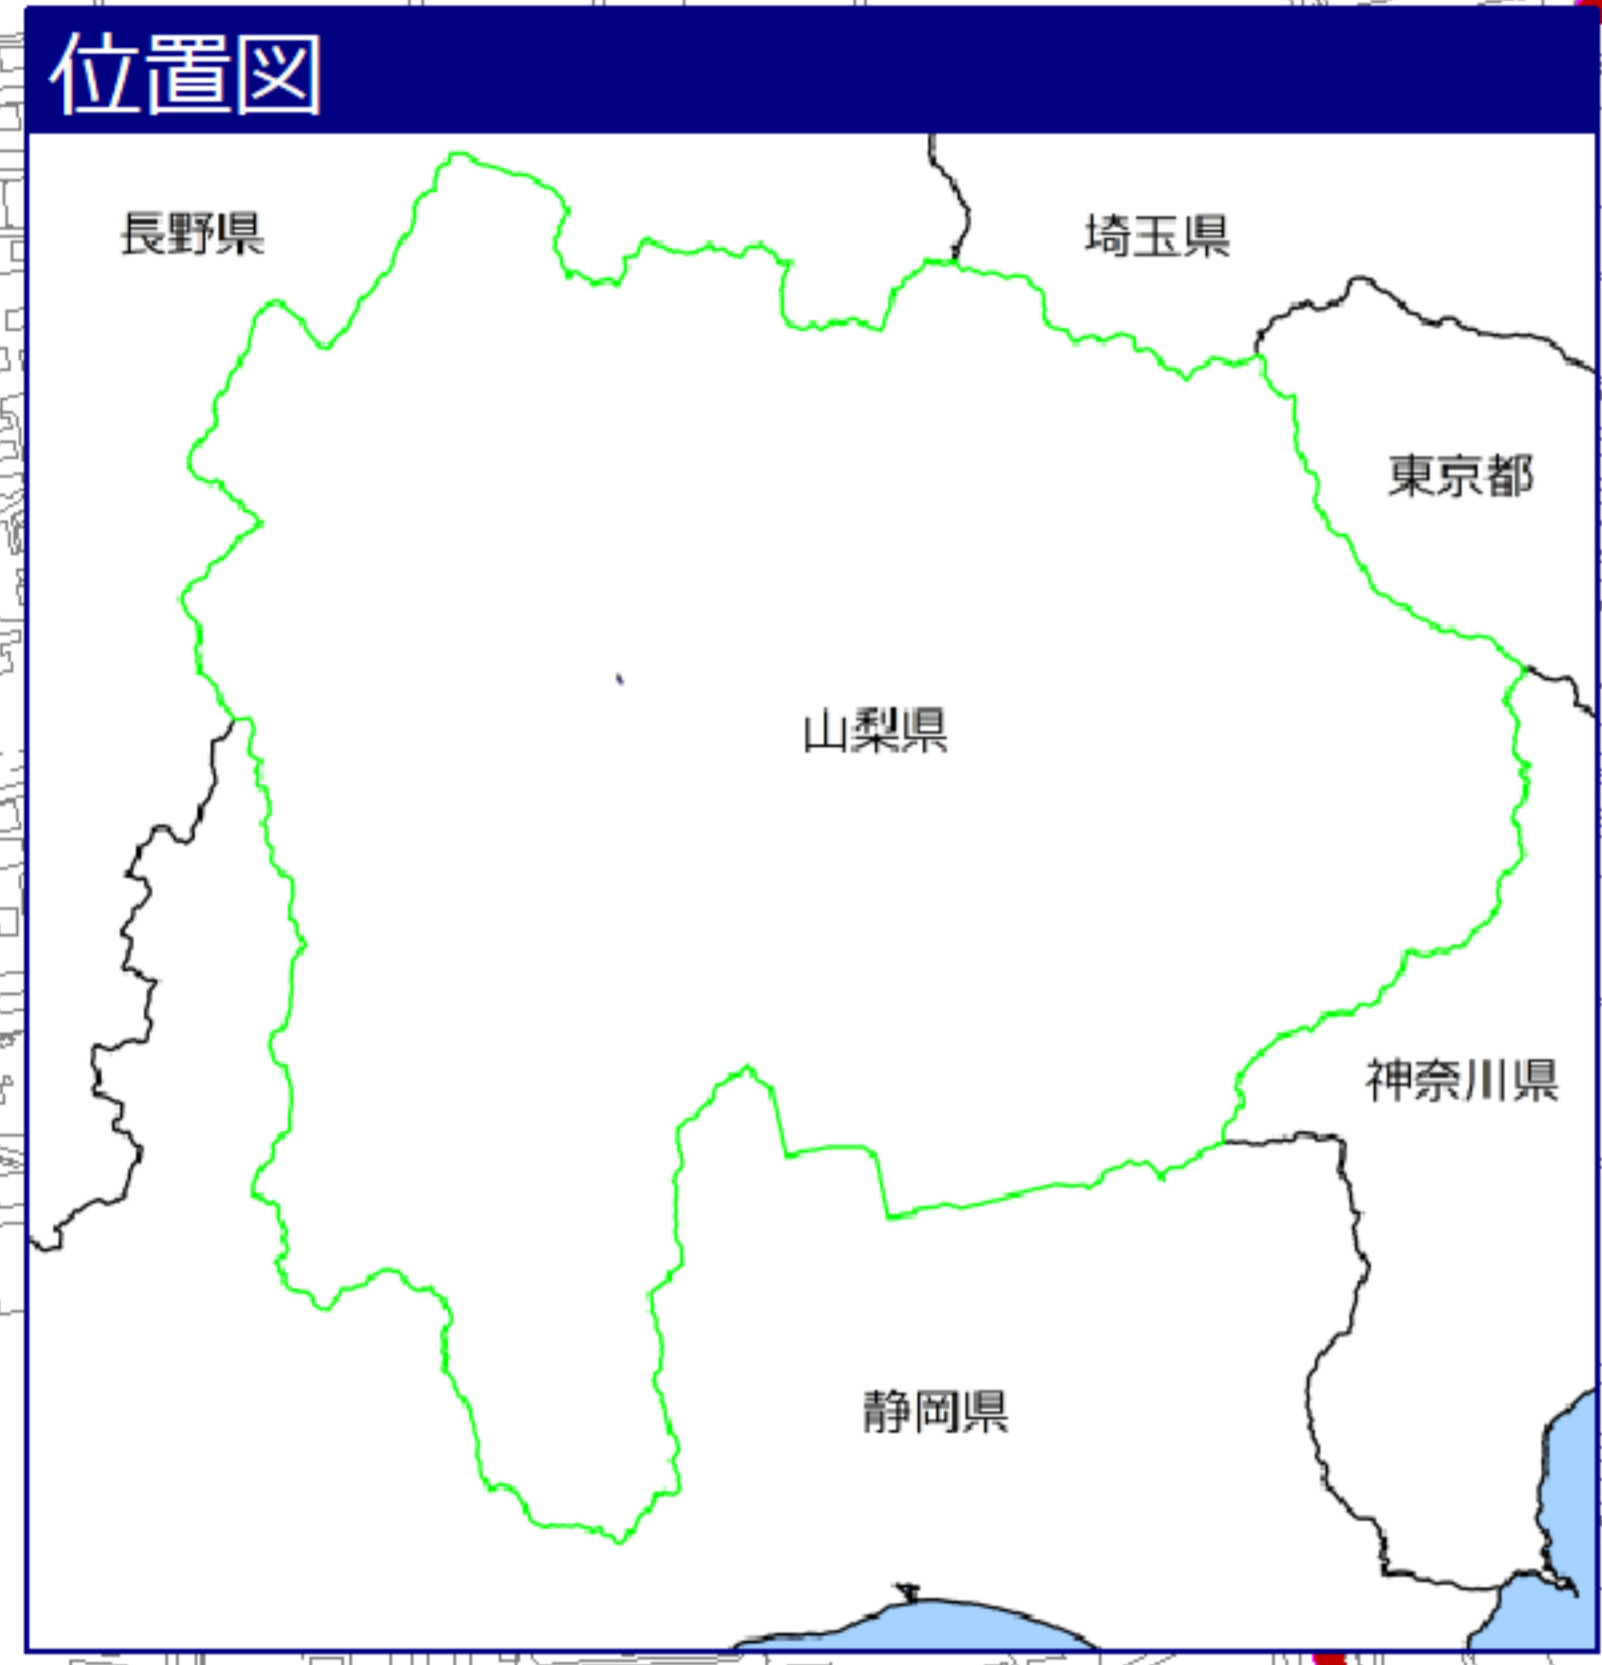 位置図
長野県
埼玉県
東京都
山梨県
神奈川県
静岡県